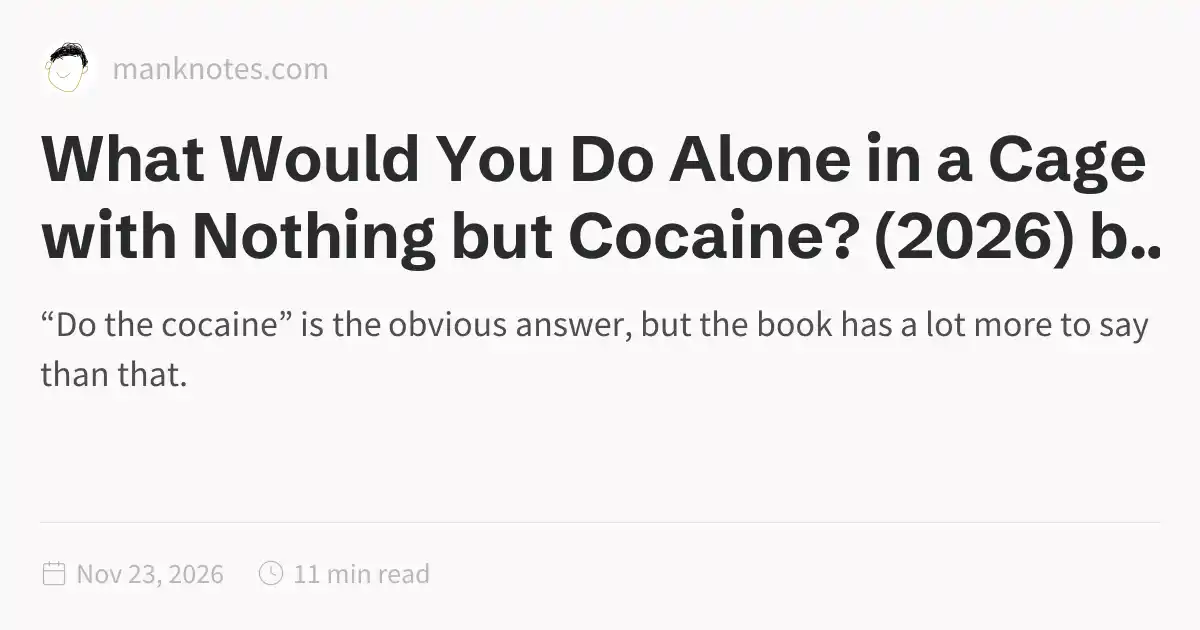 manknotes.com
What Would You Do Alone in a Cage
with Nothing but Cocaine? (2026) b..
“Do the cocaine” is the obvious answer, but the book has a lot more to say
than that.
Nov 23, 2026 11 min read